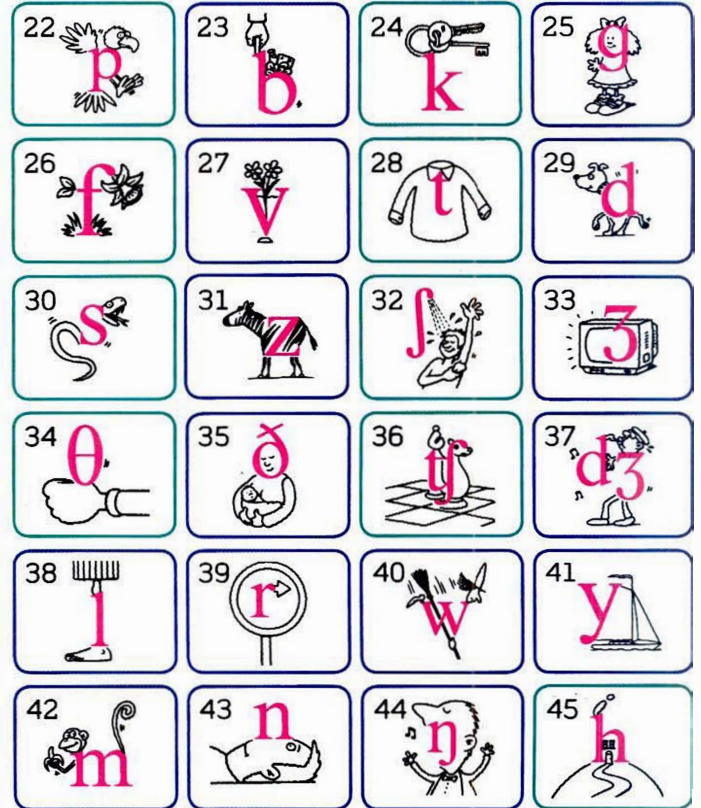 22 p 23 b 24 k 25 g
26 f 27 v 28 t 29 d
30 s 31 z 32 ʃ 33 ʒ
34 θ 35 ð 36 tʃ 37 dʒ
38 l 39 r 40 w 41 y
42 m 43 n 44 ŋ 45 h